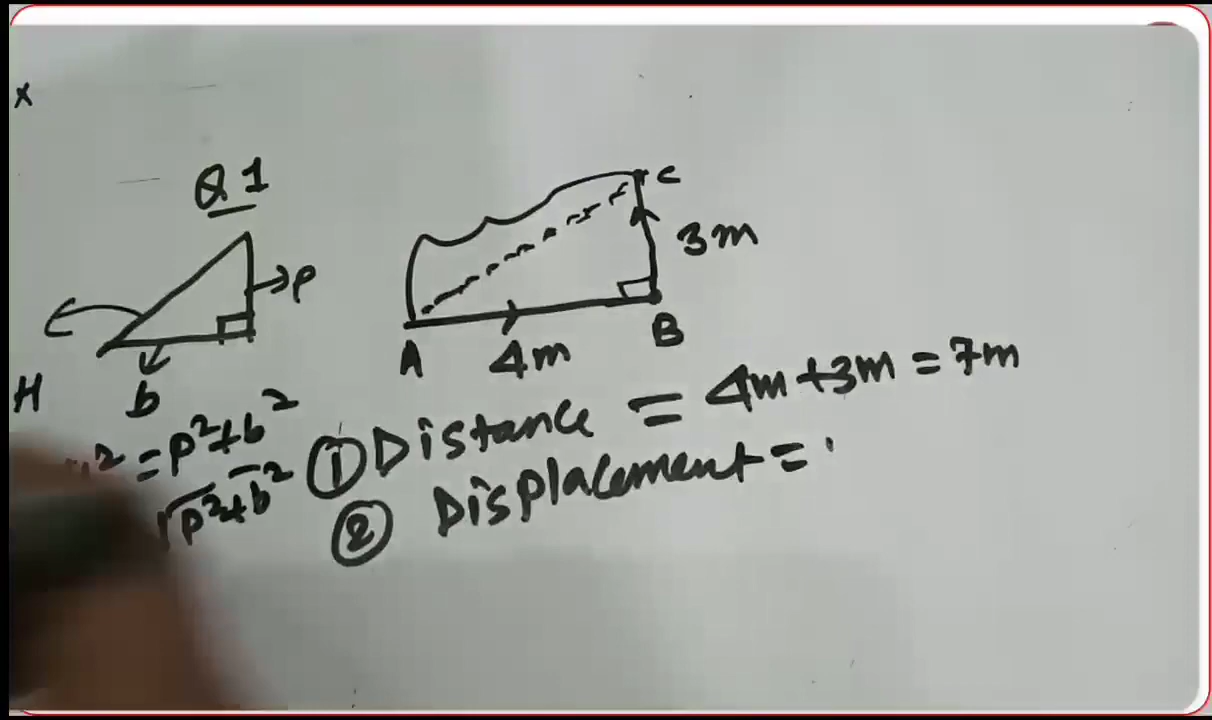 x
Q1
C
3m
P
A
4m
B
H
b
= p²+b²
① Distance = 4m+3m=7m
√p²+b²
② Displacement =